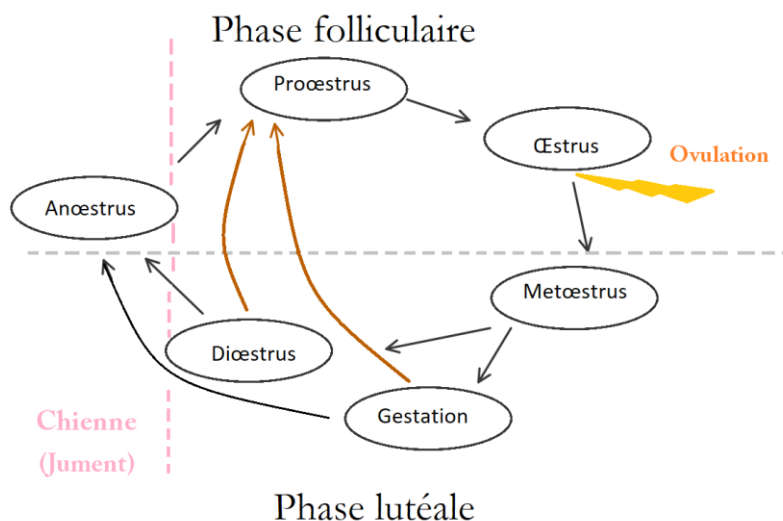 Phase folliculaire
Proœstrus
Œstrus
Ovulation
Anœstrus
Metœstrus
Diœstrus
Gestation
Chienne
(Jument)
Phase lutéale